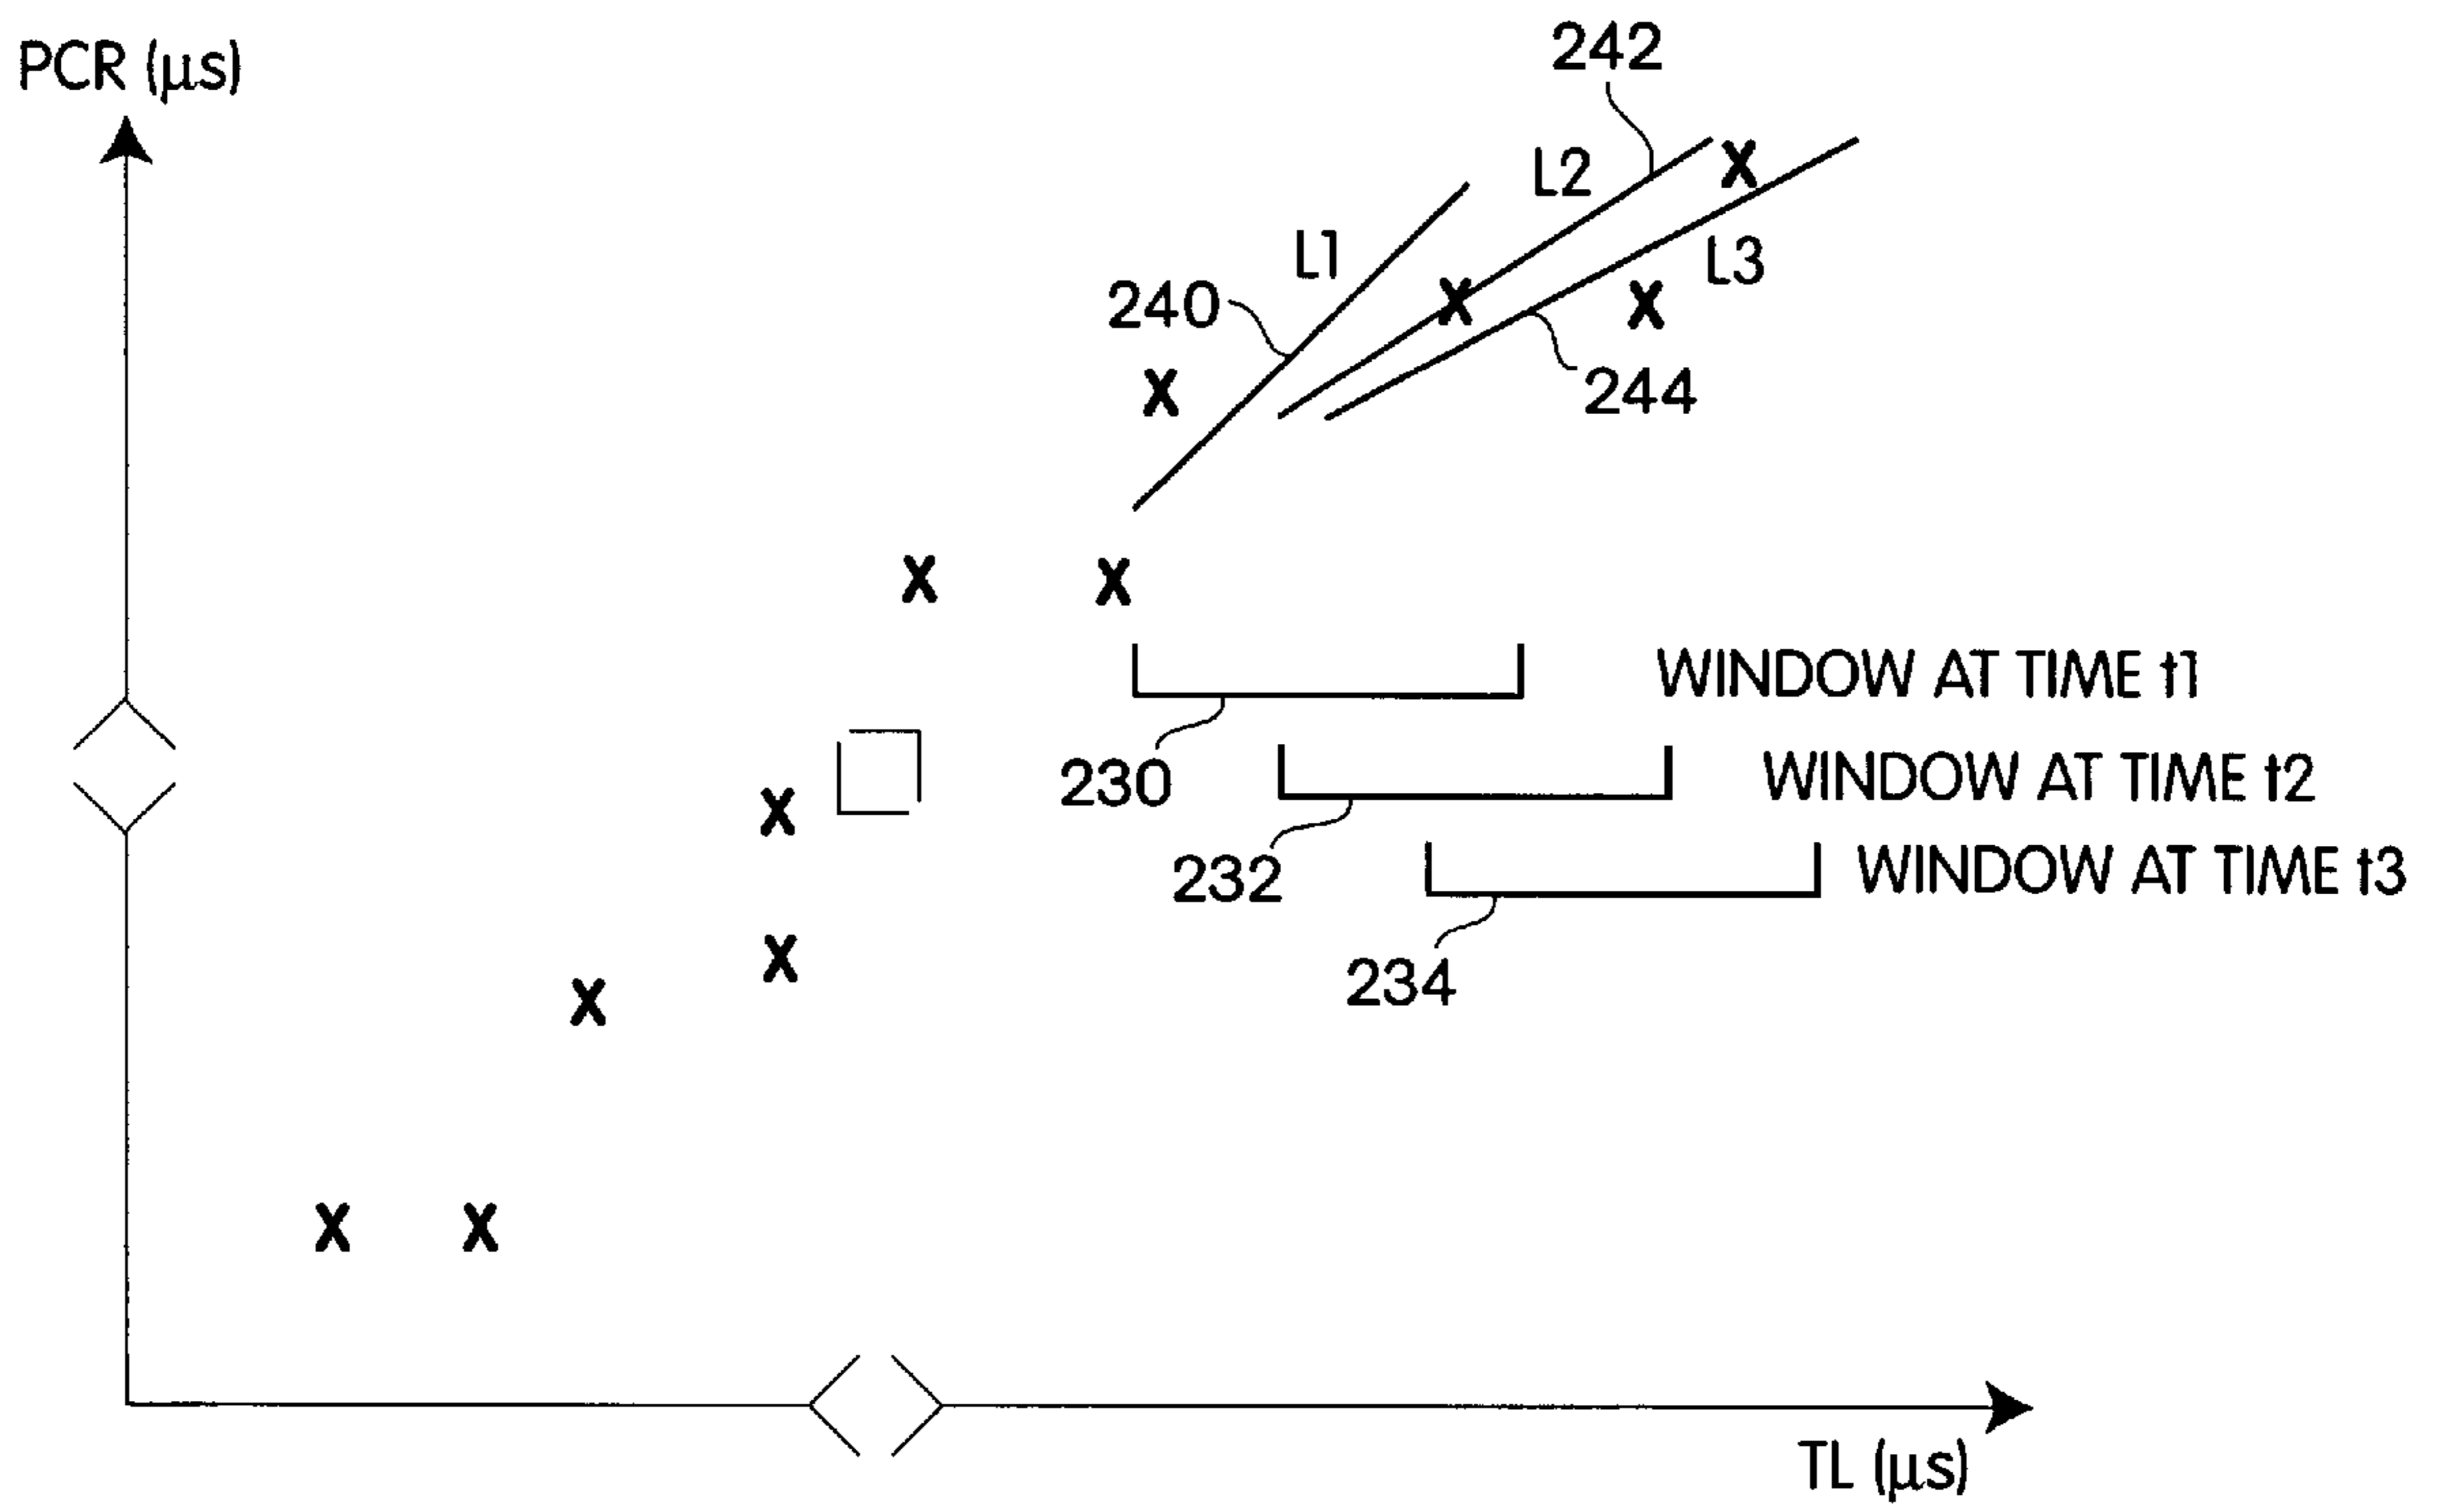 PCR (µs)
242
L2
L1
L3
240
244
WINDOW AT TIME t1
230
WINDOW AT TIME t2
232
WINDOW AT TIME t3
234
TL (µs)